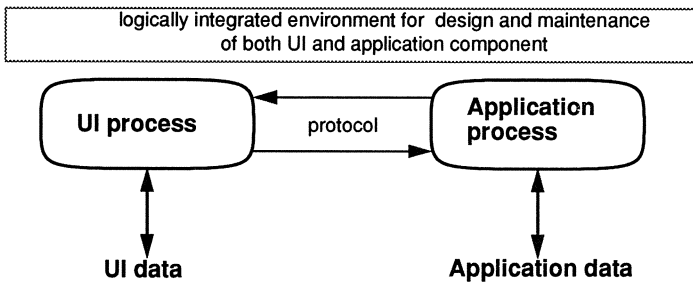 logically integrated environment for design and maintenance
of both UI and application component
UI process
protocol
Application
process
UI data
Application data